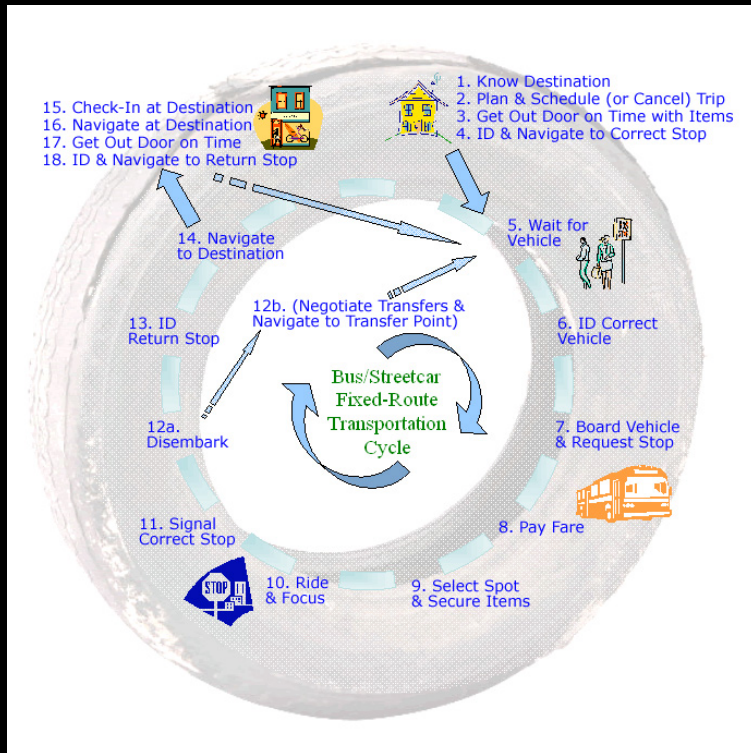 1. Know Destination
2. Plan & Schedule (or Cancel) Trip
3. Get Out Door on Time with Items
4. ID & Navigate to Correct Stop
5. Wait for
Vehicle
6. ID Correct
Vehicle
7. Board Vehicle
& Request Stop
8. Pay Fare
9. Select Spot
& Secure Items
10. Ride
& Focus
STOP
11. Signal
Correct Stop
12a.
Disembark
12b. (Negotiate Transfers &
Navigate to Transfer Point)
13. ID
Return Stop
14. Navigate
to Destination
15. Check-In at Destination
16. Navigate at Destination
17. Get Out Door on Time
18. ID & Navigate to Return Stop
Bus/Streetcar
Fixed-Route
Transportation
Cycle